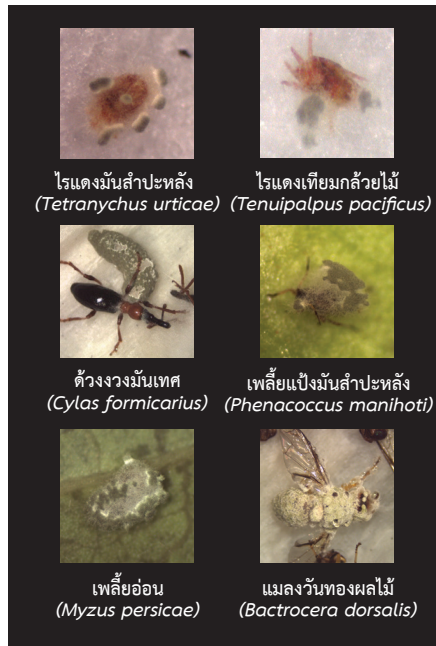 ไรแดงมันสำปะหลัง
(Tetranychus urticae)
ไรแดงเทียมกล้วยไม้
(Tenuipalpus pacificus)
ด้วงงวงมันเทศ
(Cylas formicarius)
เพลี้ยแป้งมันสำปะหลัง
(Phenacoccus manihoti)
เพลี้ยอ่อน
(Myzus persicae)
แมลงวันทองผลไม้
(Bactrocera dorsalis)